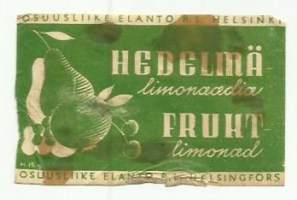 OSUUSLIIKE ELANTO R.L. HELSINKI
HEDELMÄ
limonaadia
FRUKT
limonad
OSUUSLIIKE ELANTO R.L. HELSINGFORS